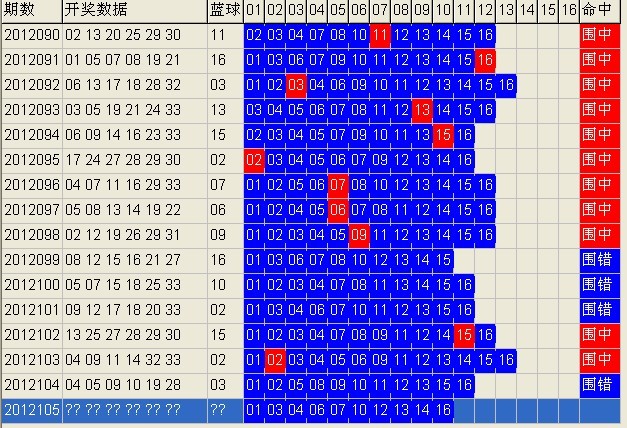 期数 开奖数据 蓝球 01 02 03 04 05 06 07 08 09 10 11 12 13 14 15 16 命中
2012090 02 13 20 25 29 30 11 02 03 04 07 08 10 11 12 13 14 15 16 围中
2012091 01 05 07 08 19 21 16 01 03 06 07 08 09 10 11 12 13 15 16 围中
2012092 06 13 17 18 28 32 03 01 02 03 04 06 09 10 11 12 13 14 15 16 围中
2012093 03 05 19 21 24 33 13 03 04 05 06 07 08 11 12 13 14 15 16 围中
2012094 06 09 14 16 23 33 15 02 03 04 05 07 09 10 11 13 15 16 围中
2012095 17 24 27 28 29 30 02 02 03 04 05 06 07 09 12 13 14 16 围中
2012096 04 07 11 16 29 33 07 01 02 05 06 07 08 10 12 13 14 15 16 围中
2012097 05 08 13 14 19 22 06 01 02 04 05 06 07 08 11 12 13 15 16 围中
2012098 02 12 19 26 29 31 09 01 02 03 04 05 09 11 12 13 14 15 16 围中
2012099 08 12 15 16 21 27 16 01 03 06 07 08 10 12 13 14 15 围错
2012100 05 07 15 18 25 33 10 01 03 04 05 07 08 11 13 14 15 16 围错
2012101 09 12 17 18 20 33 02 01 03 04 06 07 08 10 12 14 15 16 围错
2012102 13 25 27 28 29 30 15 01 02 03 04 07 08 09 11 12 14 15 16 围中
2012103 04 09 11 14 32 33 02 01 02 03 04 07 08 09 10 11 12 14 15 16 围中
2012104 04 05 09 10 19 28 03 01 02 05 08 09 10 11 12 13 15 16 围错
2012105 ?? ?? ?? ?? ?? ?? ?? 01 03 04 06 07 10 12 13 14 16